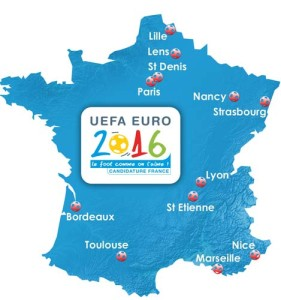 Lille
Lens
St Denis
Paris
Nancy
Strasbourg
UEFA EURO
2016
le foot comme on l'aime !
CANDIDATURE FRANCE
Lyon
St Etienne
Bordeaux
Toulouse
Nice
Marseille